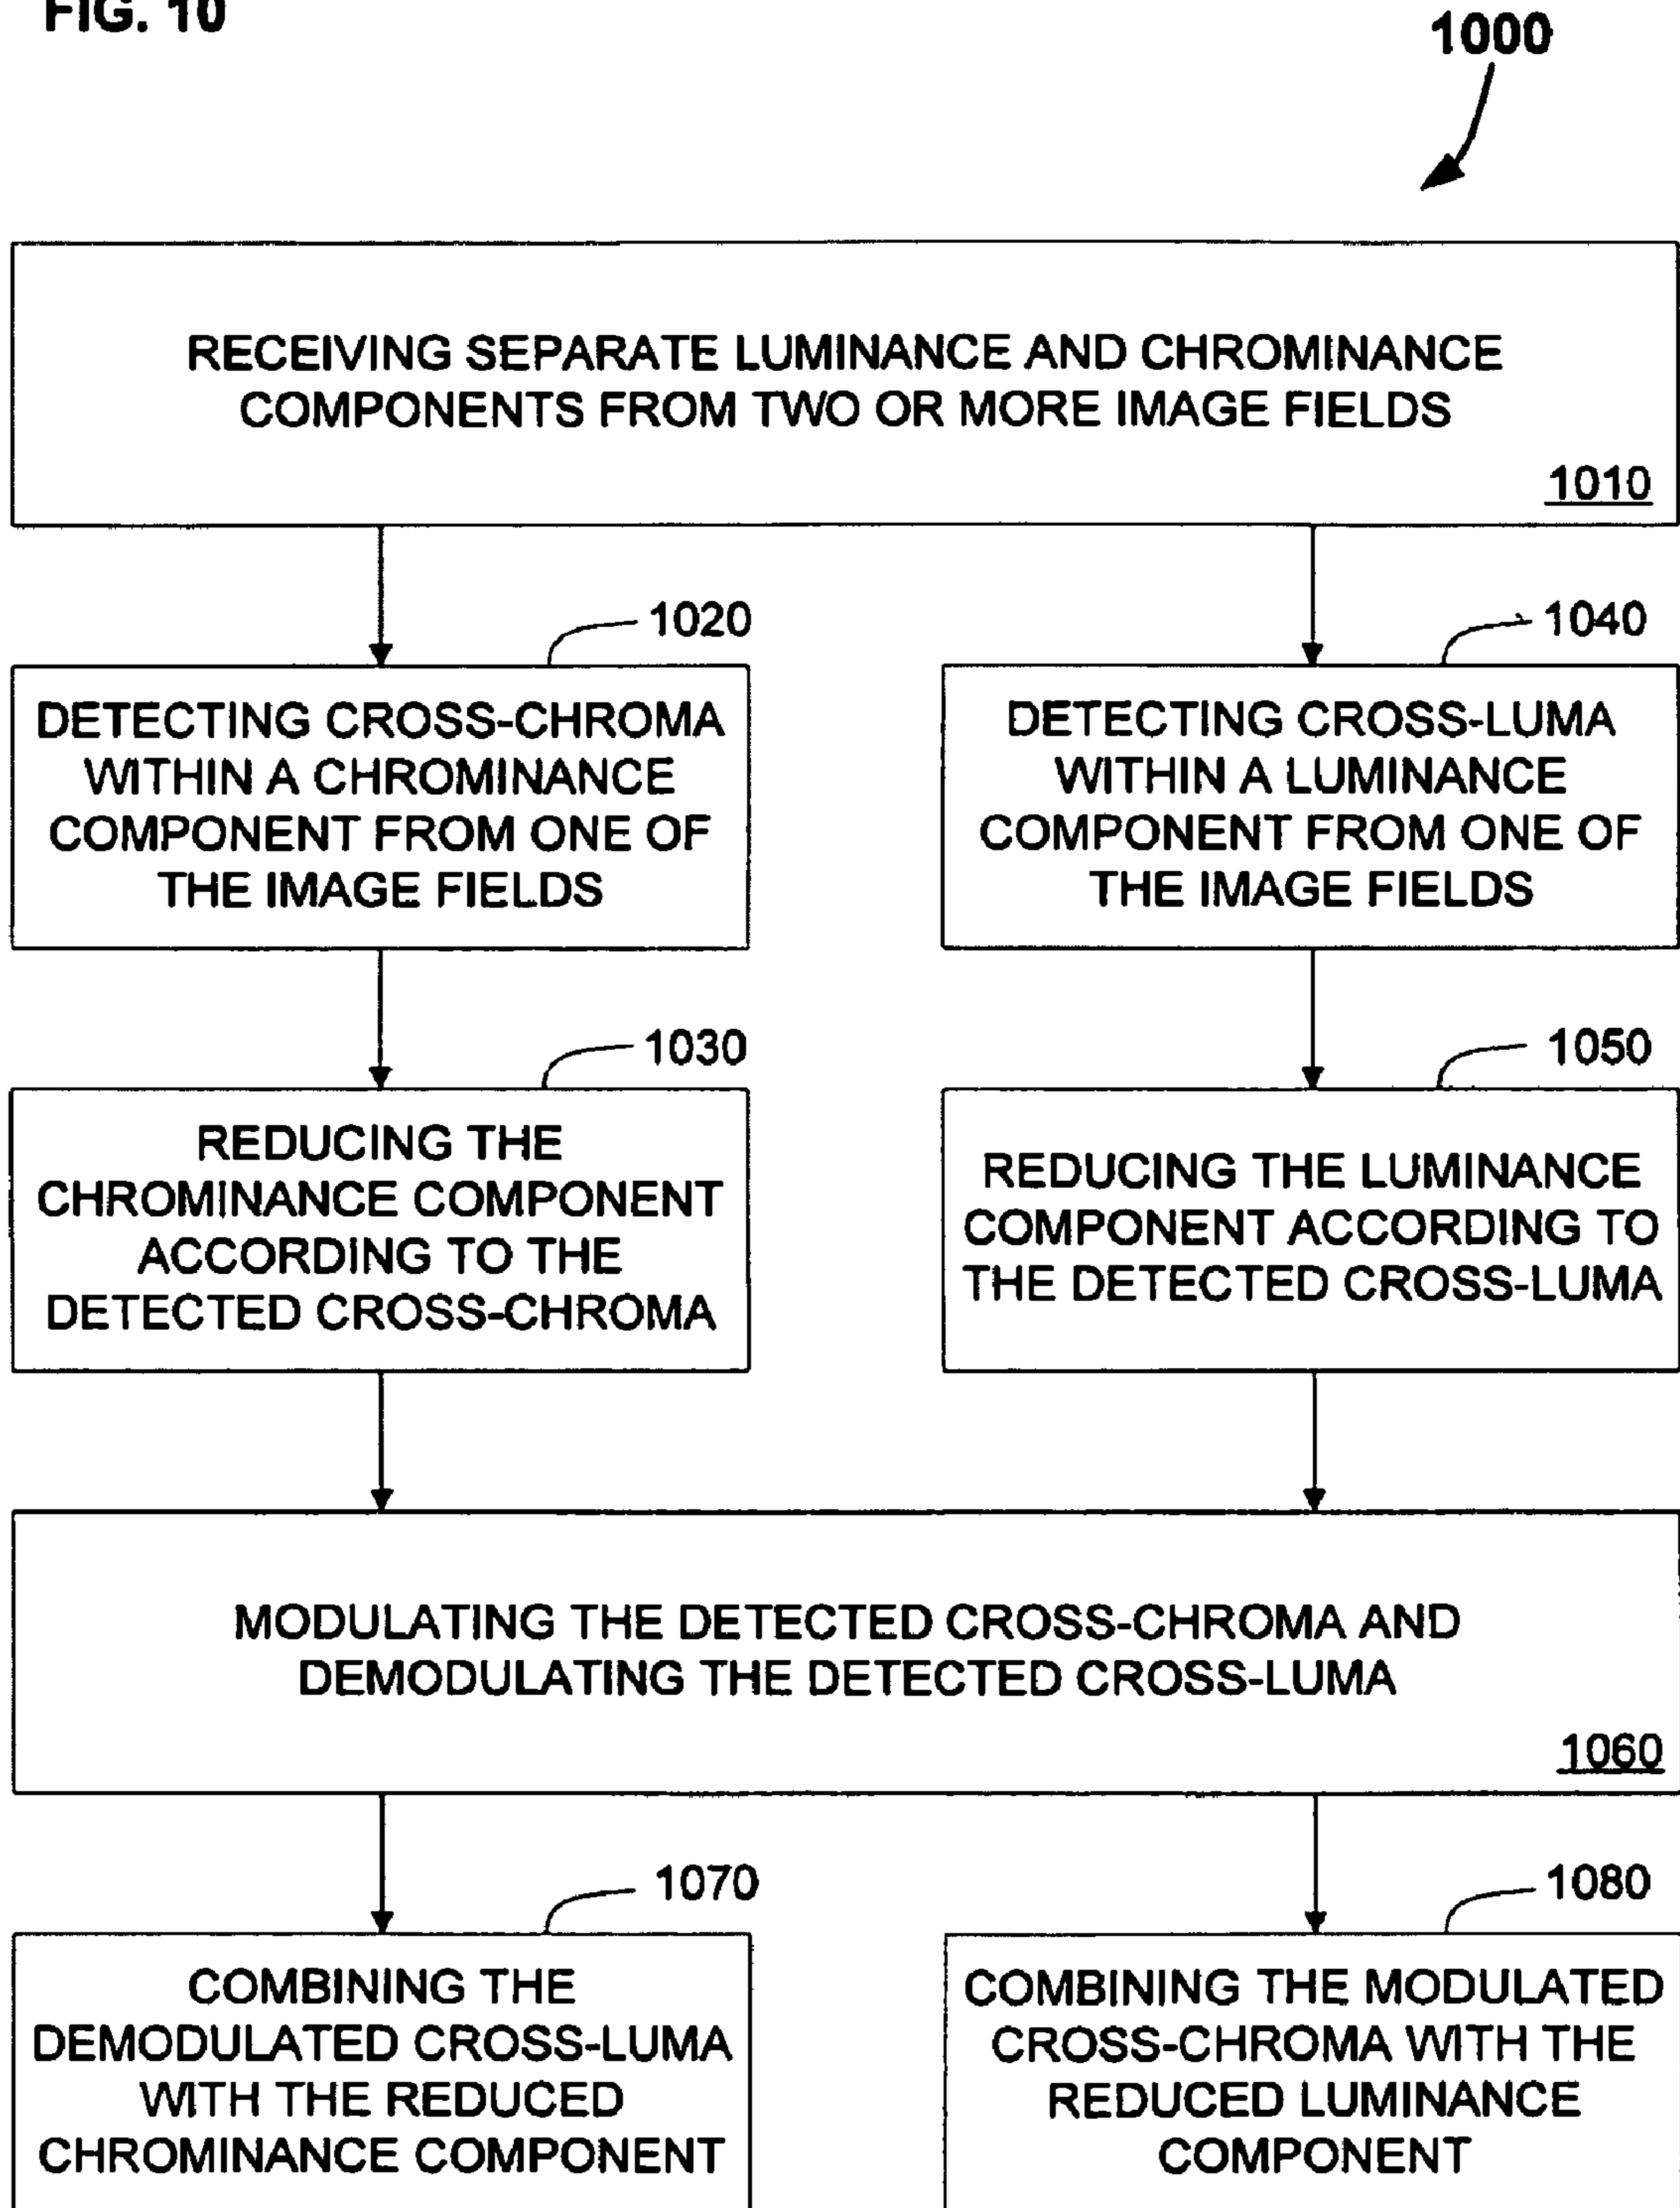 FIG. 10
1000
RECEIVING SEPARATE LUMINANCE AND CHROMINANCE
COMPONENTS FROM TWO OR MORE IMAGE FIELDS
1010
1020
DETECTING CROSS-CHROMA
WITHIN A CHROMINANCE
COMPONENT FROM ONE OF
THE IMAGE FIELDS
1040
DETECTING CROSS-LUMA
WITHIN A LUMINANCE
COMPONENT FROM ONE OF
THE IMAGE FIELDS
1030
REDUCING THE
CHROMINANCE COMPONENT
ACCORDING TO THE
DETECTED CROSS-CHROMA
1050
REDUCING THE LUMINANCE
COMPONENT ACCORDING TO
THE DETECTED CROSS-LUMA
MODULATING THE DETECTED CROSS-CHROMA AND
DEMODULATING THE DETECTED CROSS-LUMA
1060
1070
COMBINING THE
DEMODULATED CROSS-LUMA
WITH THE REDUCED
CHROMINANCE COMPONENT
1080
COMBINING THE MODULATED
CROSS-CHROMA WITH THE
REDUCED LUMINANCE
COMPONENT